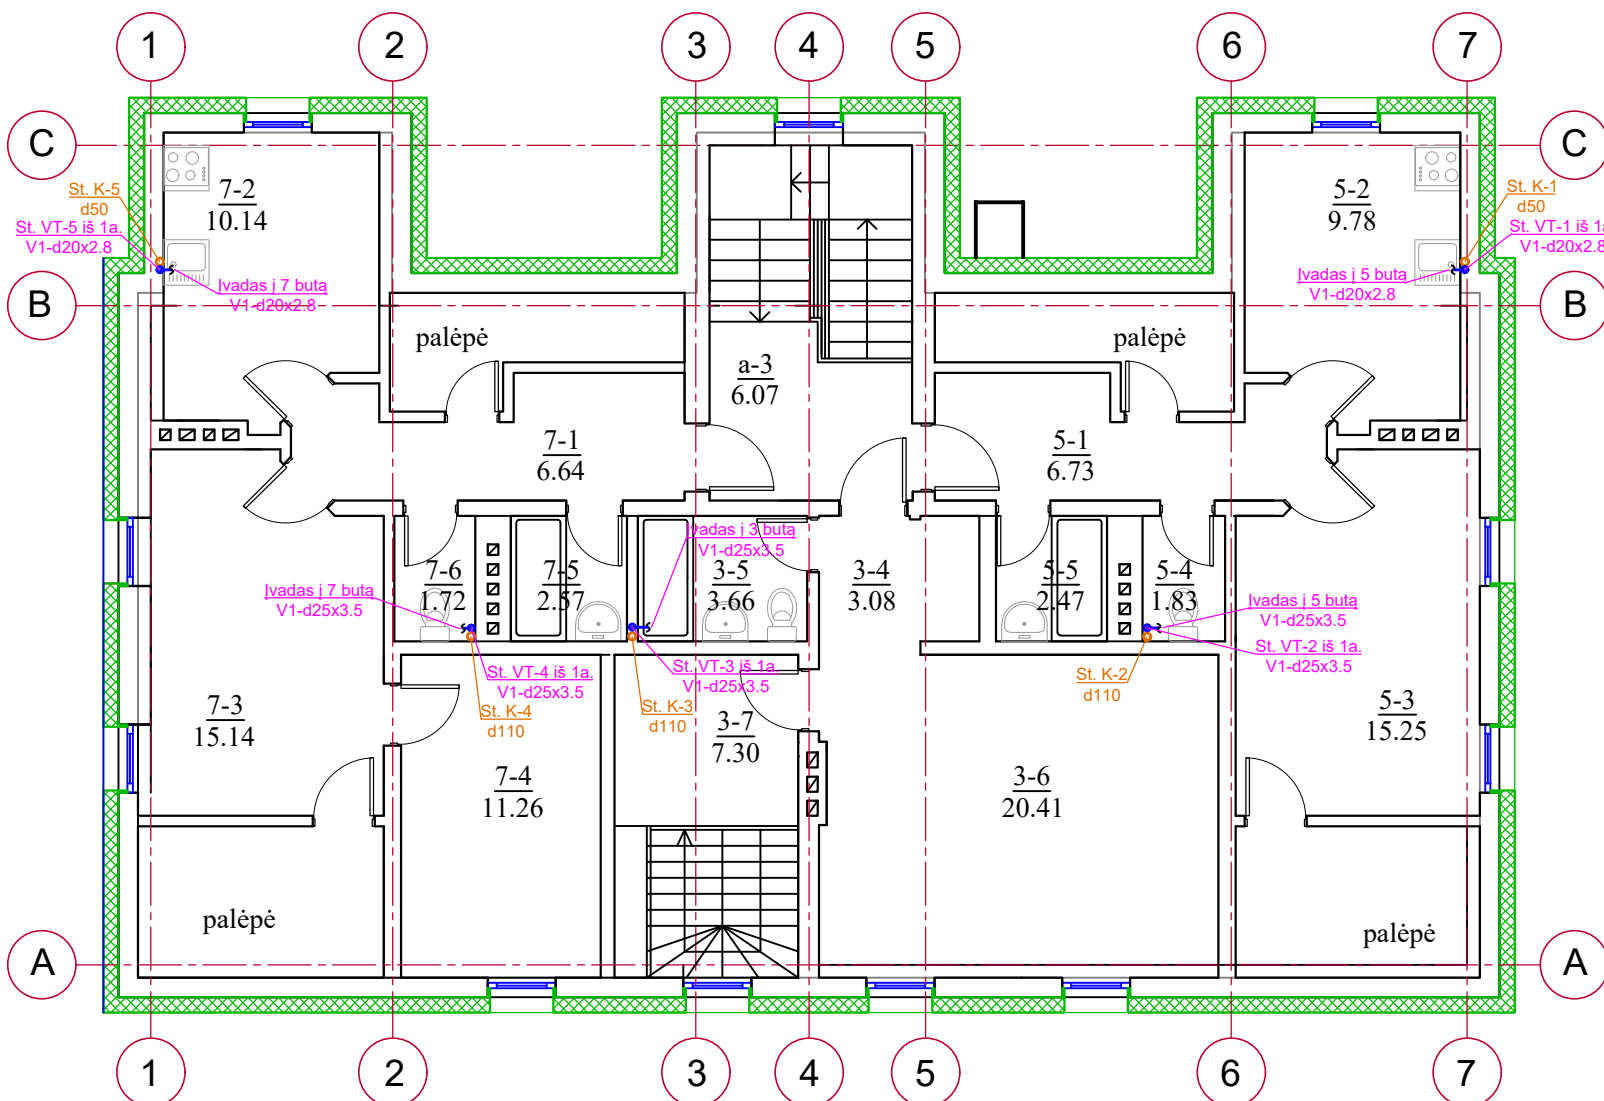 1
2
3
4
5
6
7
C
C
St. K-5
d50
St. VT-5 iš 1a.
V1-d20x2.8
7-2
10.14
5-2
9.78
St. K-1
d50
St. VT-1 iš 1a
V1-d20x2.8
Įvadas į 7 butą
V1-d20x2.8
Įvadas į 5 butą
V1-d20x2.8
B
B
palėpė
palėpė
a-3
6.07
7-1
6.64
5-1
6.73
Įvadas į 3 butą
V1-d25x3.5
7-6
1.72
7-5
2.57
3-5
3.66
3-4
3.08
5-5
2.47
5-4
1.83
Įvadas į 7 butą
V1-d25x3.5
Įvadas į 5 butą
V1-d25x3.5
St. VT-4 iš 1a.
V1-d25x3.5
St. VT-3 iš 1a.
V1-d25x3.5
St. VT-2 iš 1a.
V1-d25x3.5
St. K-4
d110
St. K-3
d110
St. K-2
d110
7-3
15.14
3-7
7.30
5-3
15.25
7-4
11.26
3-6
20.41
palėpė
palėpė
A
A
1
2
3
4
5
6
7